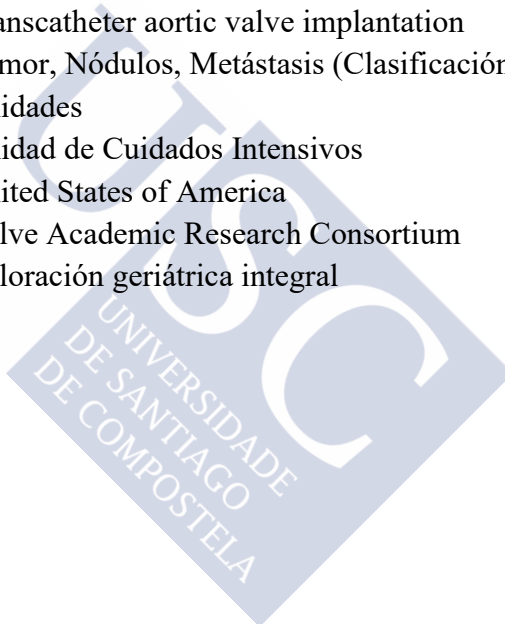 anscatheter aortic valve implantation
mor, Nódulos, Metástasis (Clasificación
idades
idad de Cuidados Intensivos
ited States of America
lve Academic Research Consortium
loración geriátrica integral
USC
UNIVERSIDADE
DE SANTIAGO
DE COMPOSTELA